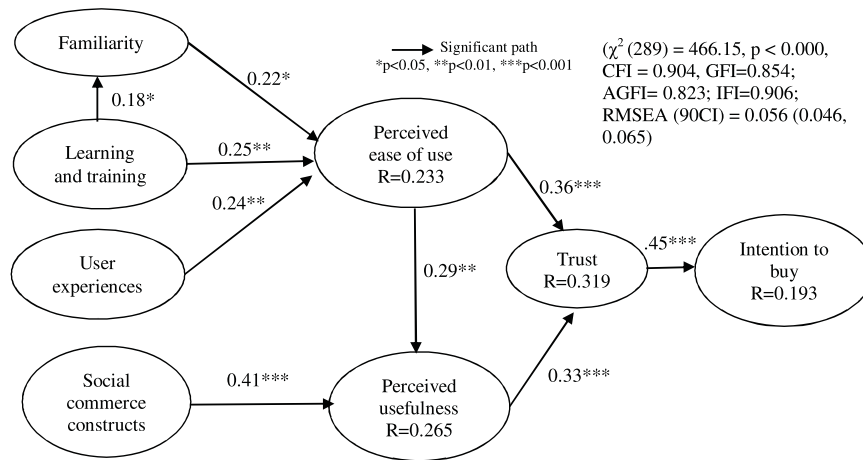 Familiarity
0.18*
Learning
and training
User
experiences
Social
commerce
constructs
0.22*
0.25**
0.24**
0.41***
Significant path
*p<0.05, **p<0.01, ***p<0.001
(χ² (289) = 466.15, p < 0.000,
CFI = 0.904, GFI=0.854;
AGFI= 0.823; IFI=0.906;
RMSEA (90CI) = 0.056 (0.046,
0.065)
Perceived
ease of use
R=0.233
0.29**
Perceived
usefulness
R=0.265
0.36***
0.33***
Trust
R=0.319
.45***
Intention to
buy
R=0.193